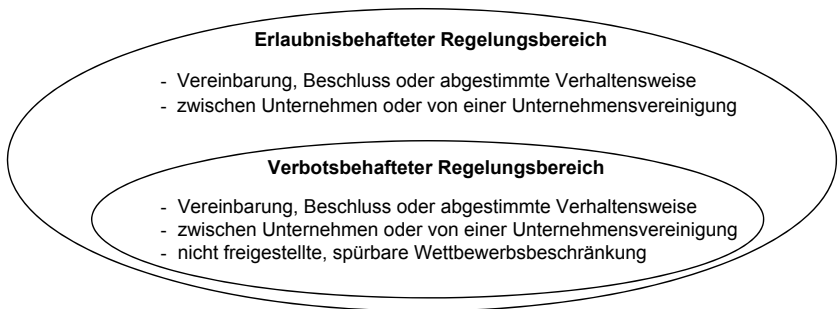 Erlaubnisbehafteter Regelungsbereich
- Vereinbarung, Beschluss oder abgestimmte Verhaltensweise
- zwischen Unternehmen oder von einer Unternehmensvereinigung
Verbotsbehafteter Regelungsbereich
- Vereinbarung, Beschluss oder abgestimmte Verhaltensweise
- zwischen Unternehmen oder von einer Unternehmensvereinigung
- nicht freigestellte, spürbare Wettbewerbsbeschränkung